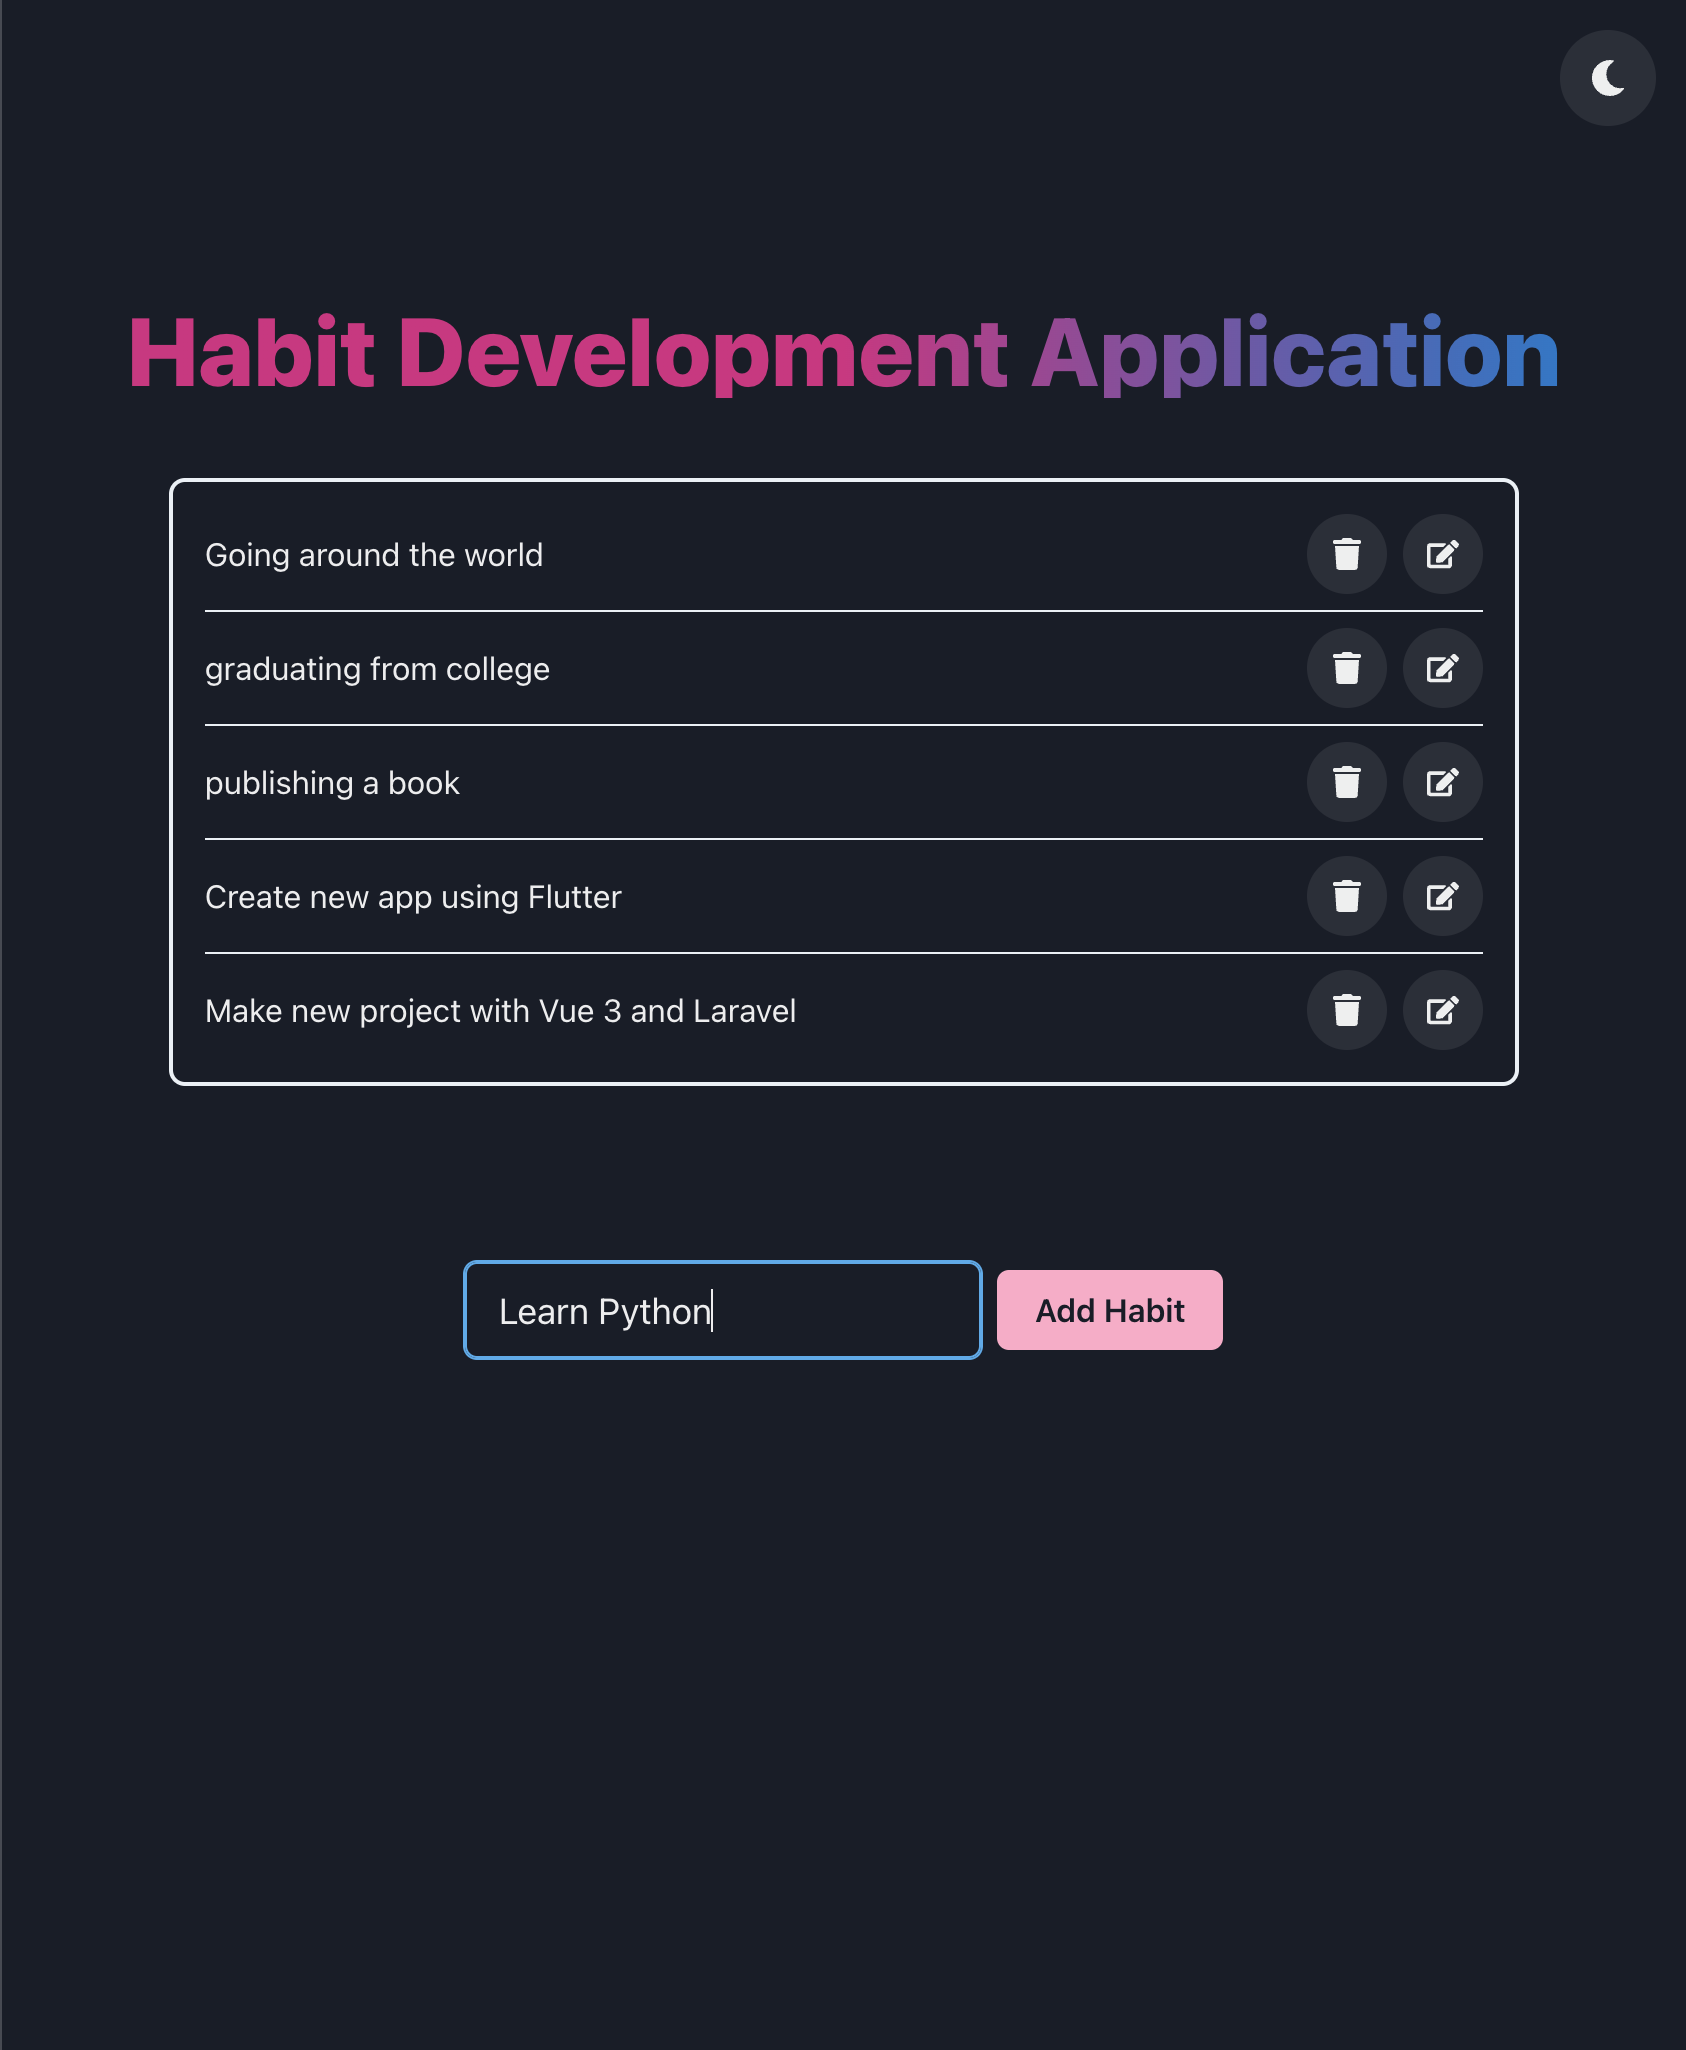 Habit Development Application
Going around the world
graduating from college
publishing a book
Create new app using Flutter
Make new project with Vue 3 and Laravel
Learn Python
Add Habit